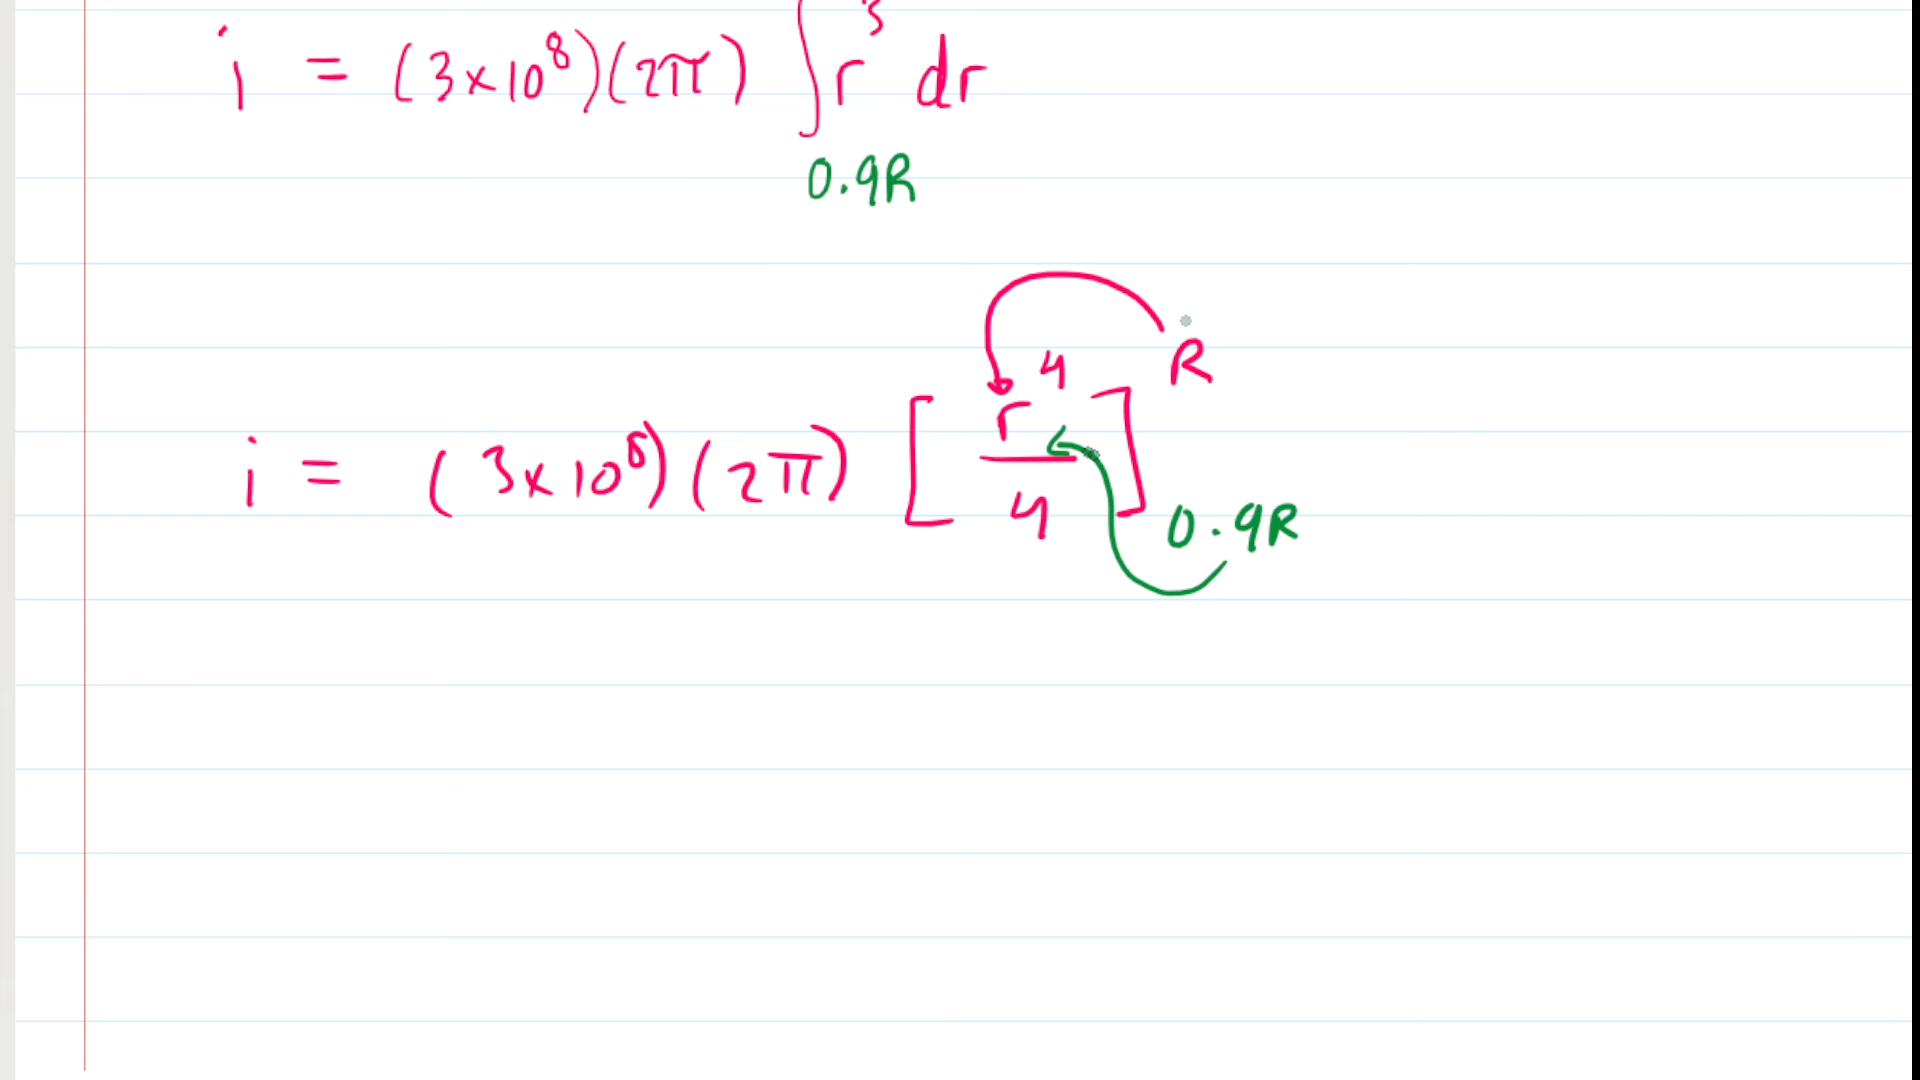 i = (3×10⁸)(2π) ∫ r³ dr
0.9R
R
i = (3×10⁸)(2π) [ r⁴ / 4 ]
0.9R